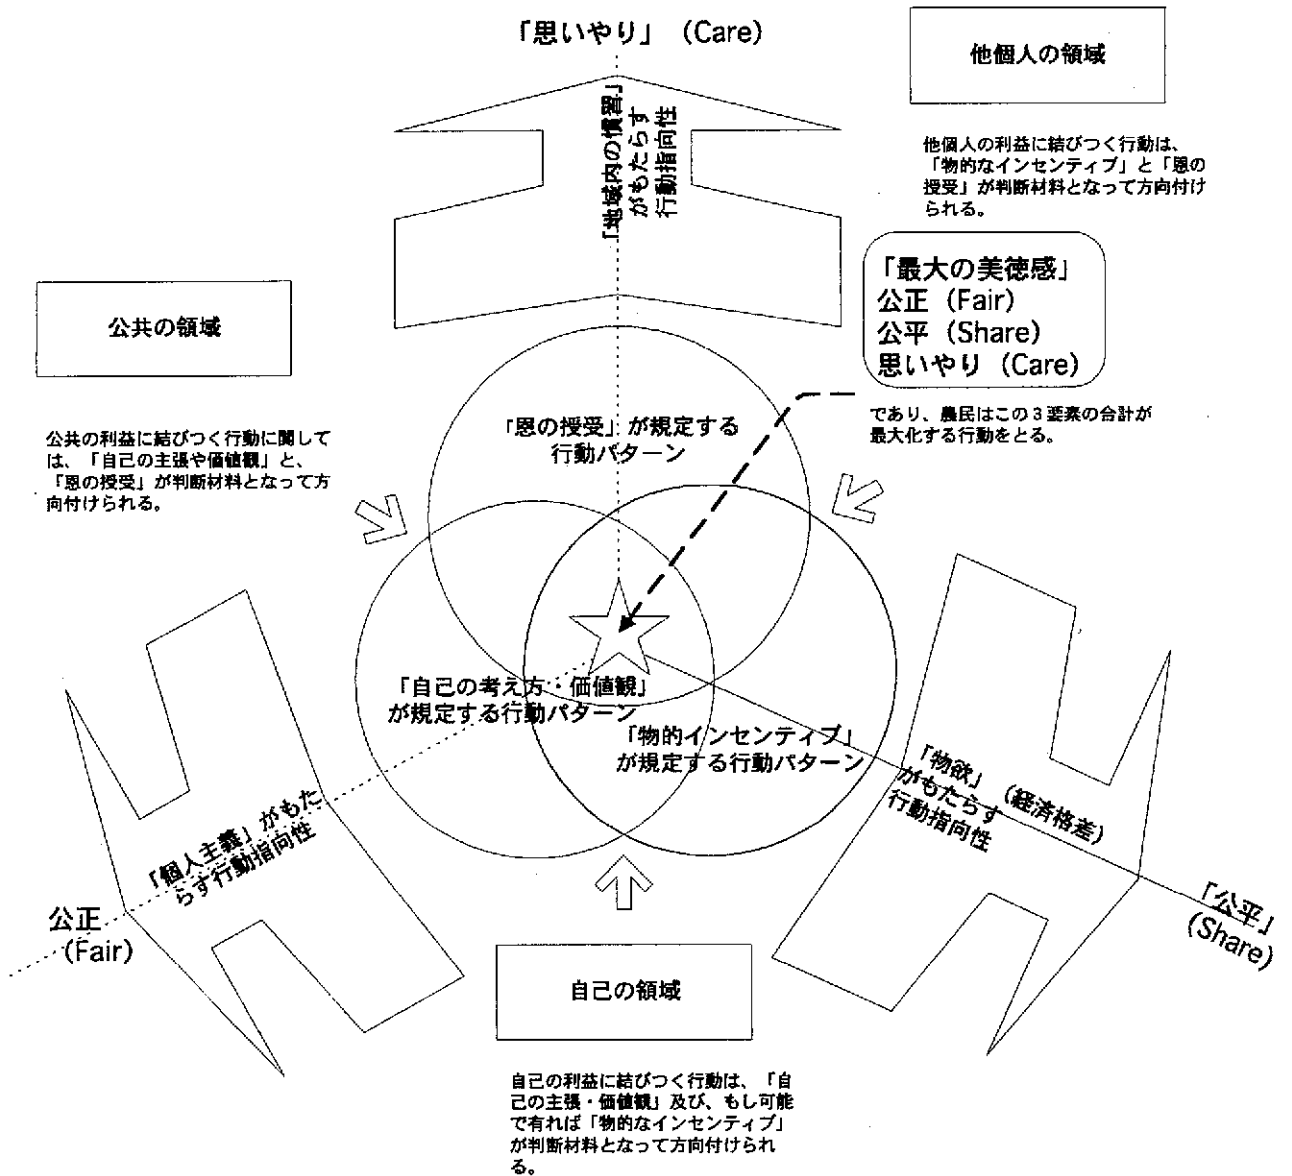 「思いやり」（Care）
他個人の領域
他個人の利益に結びつく行動は、
「物的なインセンティブ」と「恩の
授受」が判断材料となって方向付け
られる。
「地域内の慣習」
がもたらす
行動指向性
「最大の美徳感」
公正（Fair）
公平（Share）
思いやり（Care）
であり、農民はこの３要素の合計が
最大化する行動をとる。
公共の領域
公共の利益に結びつく行動に関して
は、「自己の主張や価値観」と、
「恩の授受」が判断材料となって方
向付けられる。
「恩の授受」が規定する
行動パターン
「自己の考え方・価値観」
が規定する行動パターン
「物的インセンティブ」
が規定する行動パターン
「物欲」（経済格差）
がもたらす
行動指向性
「個人主義」がもた
らす行動指向性
公正
（Fair）
「公平」
（Share）
自己の領域
自己の利益に結びつく行動は、「自
己の主張・価値観」及び、もし可能
で有れば「物的なインセンティブ」
が判断材料となって方向付けられ
る。